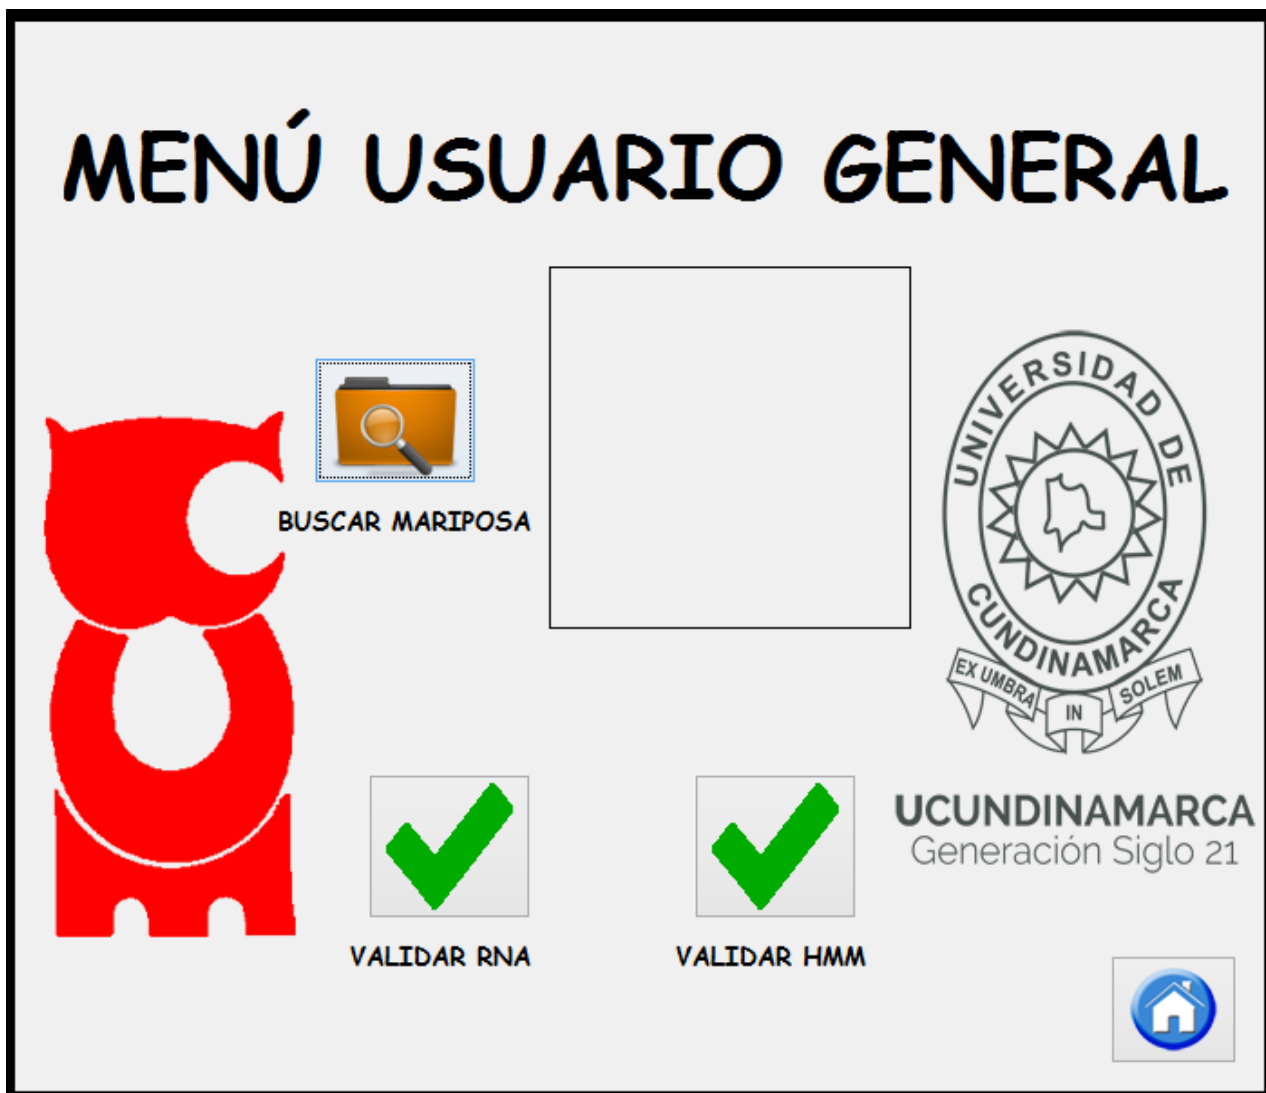 MENÚ USUARIO GENERAL
BUSCAR MARIPOSA
UNIVERSIDAD DE
CUNDINAMARCA
EX UMBRA
IN
SOLEM
UCUNDINAMARCA
Generación Siglo 21
VALIDAR RNA
VALIDAR HMM